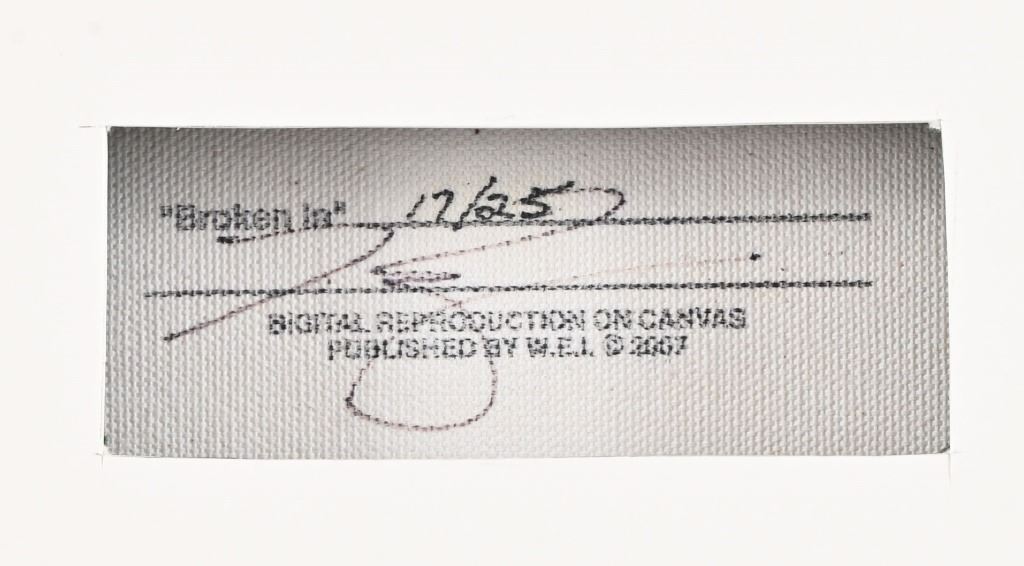 "Broken In" 17/25
DIGITAL REPRODUCTION ON CANVAS
PUBLISHED BY W.E.I. © 2007